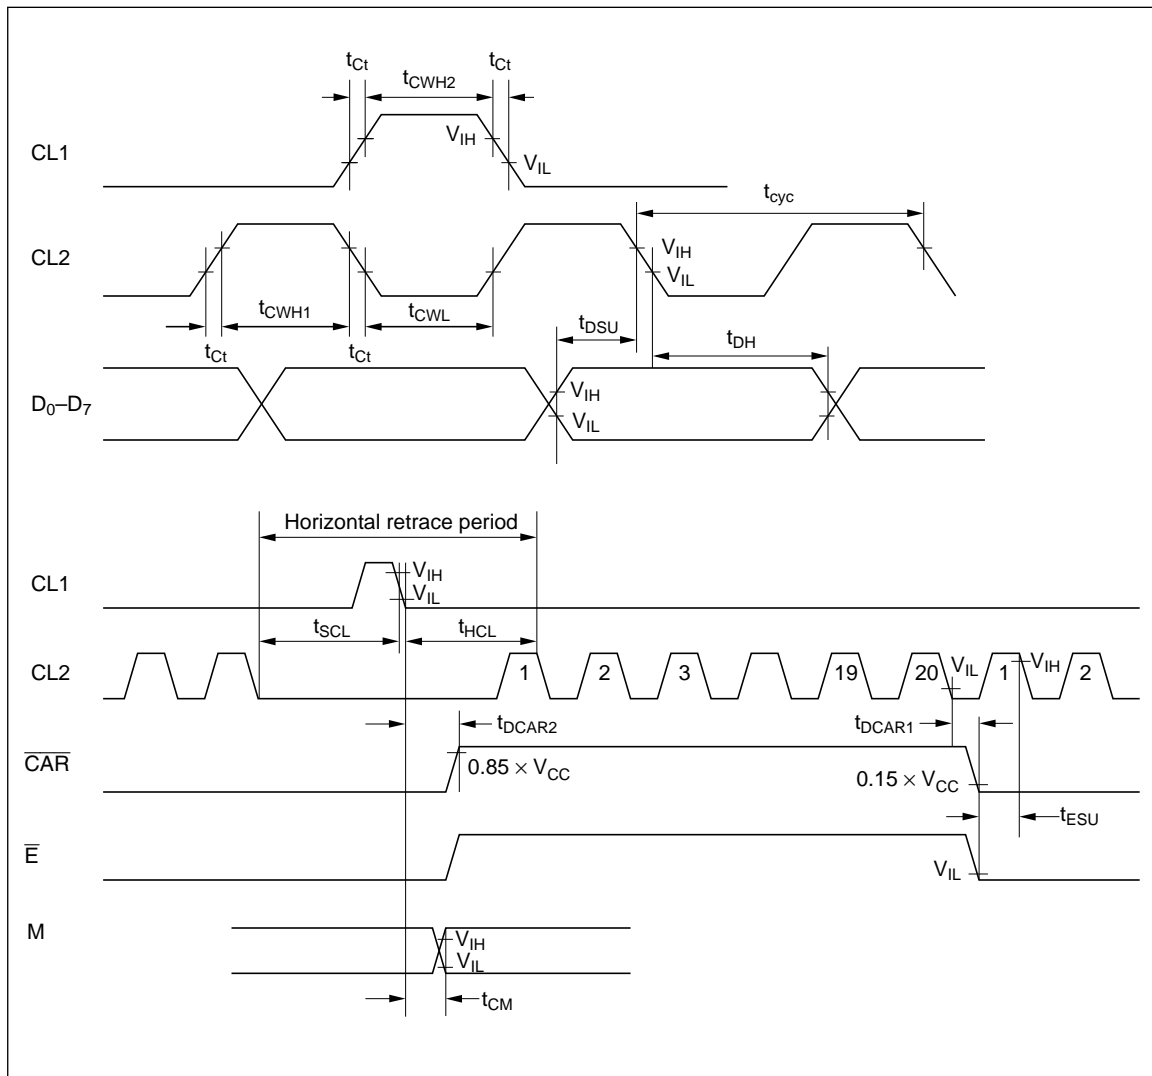 tCt tCWH2 tCt
CL1 VIH VIL
tcyc
CL2 VIH
VIL
tCWH1 tCWL tDSU
tCt tCt tDH
D0–D7 VIH
VIL
Horizontal retrace period
CL1 VIH
VIL
tSCL tHCL
CL2 1 2 3 19 20 VIL 1 VIH 2
tDCAR2 tDCAR1
CAR 0.85 × VCC 0.15 × VCC
tESU
E
VIL
M VIH
VIL
tCM